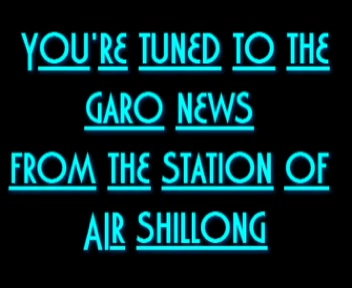 YOU'RE TUNED TO THE
GARO NEWS
FROM THE STATION OF
AIR SHILLONG